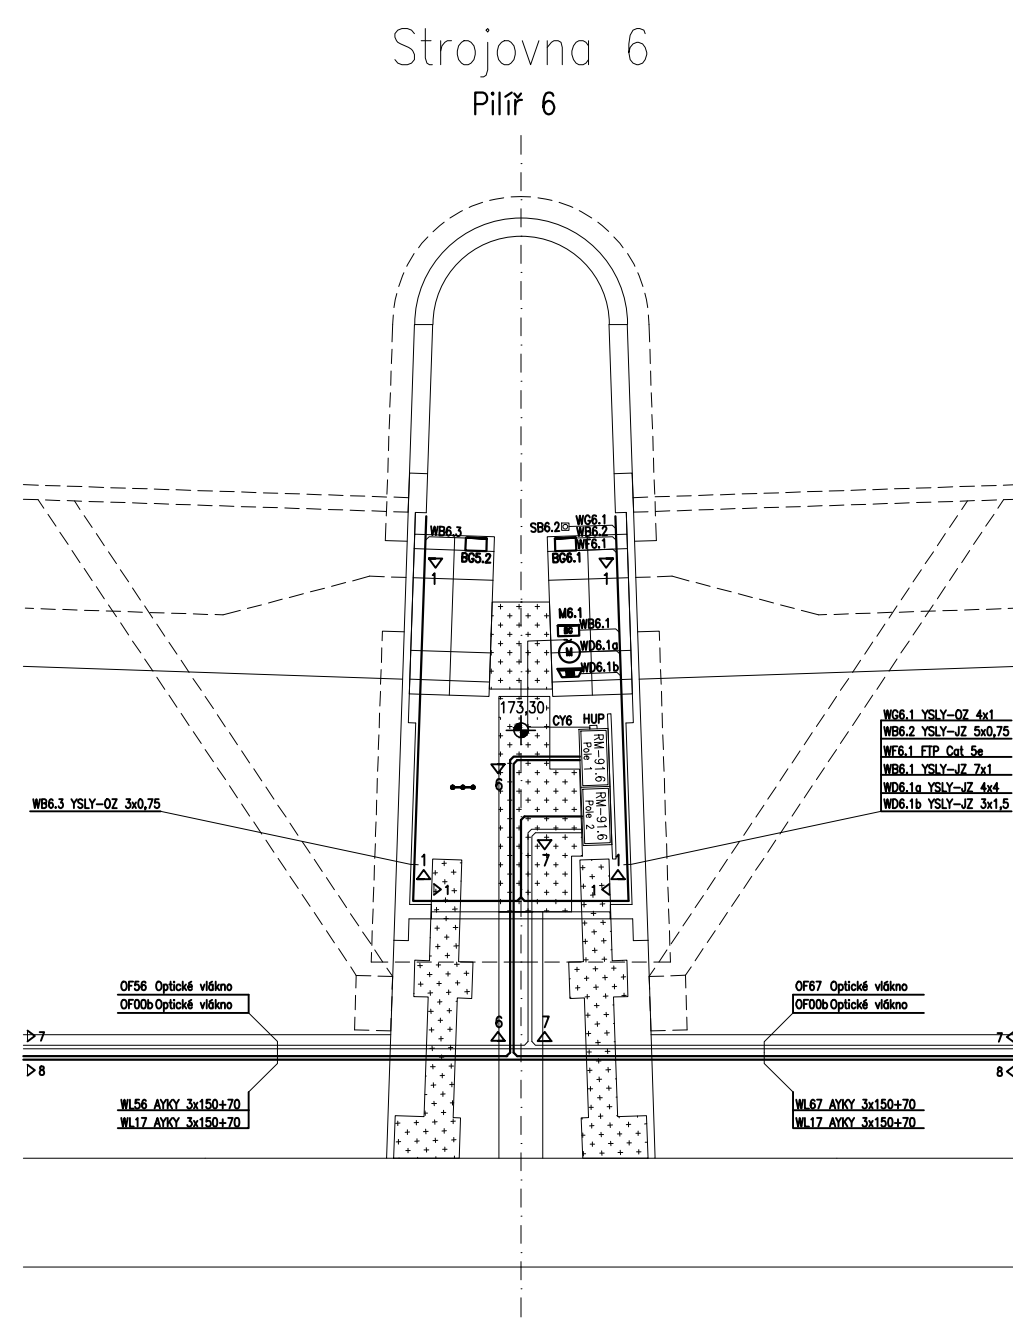 Strojovna 6
Pilíř 6
WB6.3
BG5.2
SB6.2
WG6.1
WB6.2
WF6.1
BG6.1
1
1
M6.1
WB6.1
M
WD6.1a
WD6.1b
173,30
CY6
HUP
RM-91.6
Pole 1
RM-91.6
Pole 2
6
7
WG6.1 YSLY-OZ 4x1
WB6.2 YSLY-JZ 5x0,75
WF6.1 FTP Cat 5e
WB6.1 YSLY-JZ 7x1
WD6.1a YSLY-JZ 4x4
WD6.1b YSLY-JZ 3x1,5
WB6.3 YSLY-OZ 3x0,75
1
1
1
1
OF56 Optické vlákno
OF00b Optické vlákno
OF67 Optické vlákno
OF00b Optické vlákno
6
7
7
7
8
8
WL56 AYKY 3x150+70
WL17 AYKY 3x150+70
WL67 AYKY 3x150+70
WL17 AYKY 3x150+70